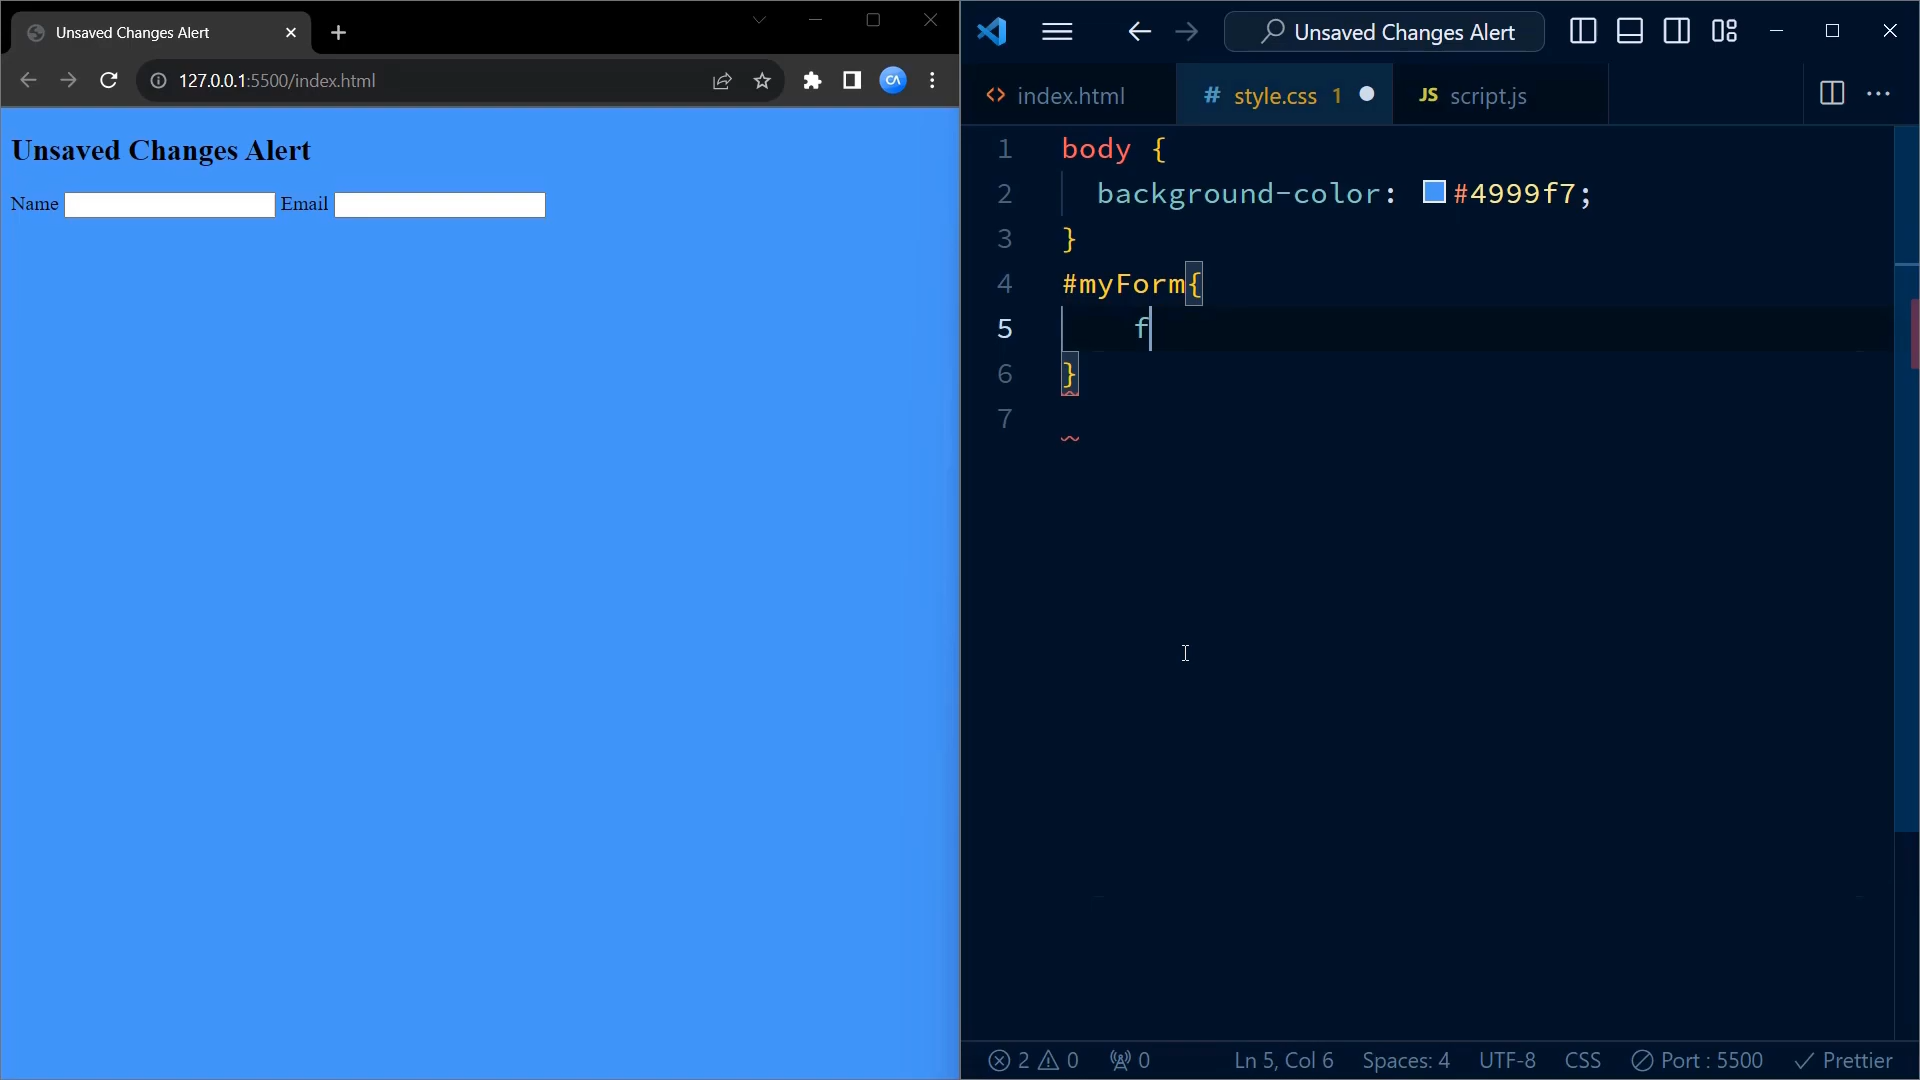 Unsaved Changes Alert
127.0.0.1:5500/index.html
CA
Unsaved Changes Alert
Name
Email
Unsaved Changes Alert
index.html
# style.css 1
JS script.js
1 body {
2 background-color: #4999f7;
3 }
4 #myForm{
5 f
6 }
7
2 0 0 Ln 5, Col 6 Spaces: 4 UTF-8 CSS Port : 5500 Prettier